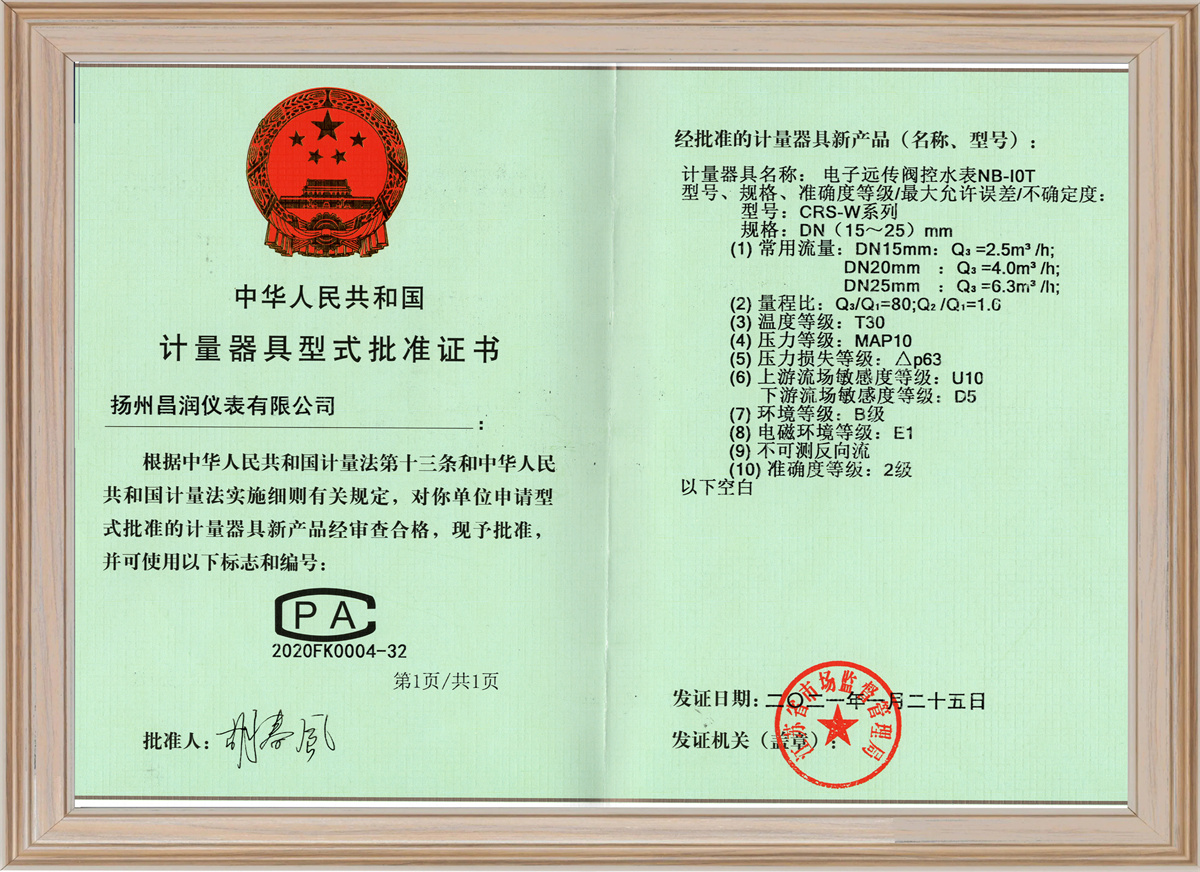 中华人民共和国
计量器具型式批准证书
扬州昌润仪表有限公司
:
根据中华人民共和国计量法第十三条和中华人民
共和国计量法实施细则有关规定，对你单位申请型
式批准的计量器具新产品经审查合格，现予批准，
并可使用以下标志和编号：
CPA
2020FK0004-32
第1页/共1页
批准人：胡春风
经批准的计量器具新产品（名称、型号）：
计量器具名称： 电子远传阀控水表NB-I0T
型号、规格、准确度等级/最大允许误差/不确定度：
型号：CRS-W系列
规格：DN（15～25）mm
(1) 常用流量：DN15mm：Q₃=2.5m³/h;
DN20mm ：Q₃=4.0m³/h;
DN25mm ：Q₃=6.3m³/h;
(2) 量程比：Q₃/Q₁=80;Q₂/Q₁=1.6
(3) 温度等级：T30
(4) 压力等级：MAP10
(5) 压力损失等级：△p63
(6) 上游流场敏感度等级：U10
下游流场敏感度等级：D5
(7) 环境等级：B级
(8) 电磁环境等级：E1
(9) 不可测反向流
(10) 准确度等级：2级
以下空白
发证日期：二〇二一年一月二十五日
发证机关（盖章）：
江苏省市场监督管理局